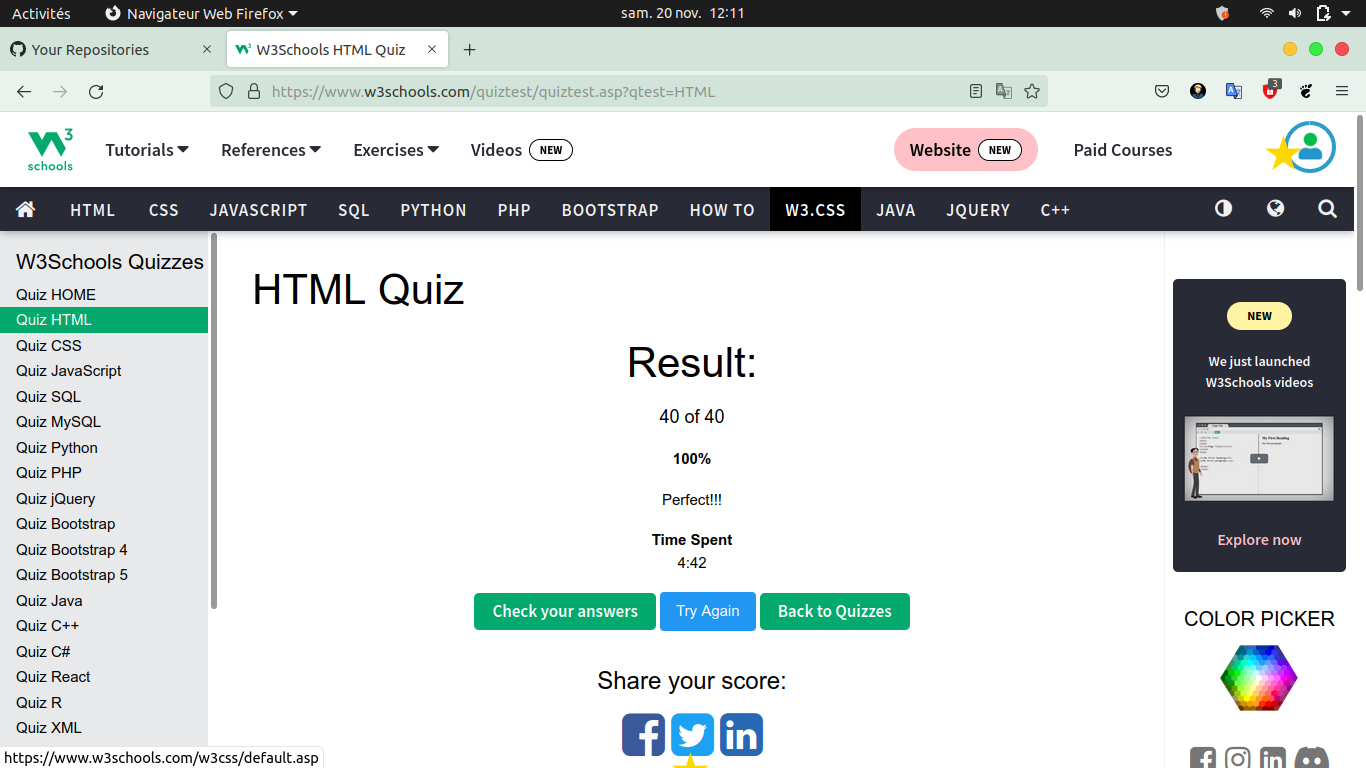 Activités Navigateur Web Firefox sam. 20 nov. 12:11
Your Repositories W3Schools HTML Quiz
https://www.w3schools.com/quiztest/quiztest.asp?qtest=HTML 3
W3 schools Tutorials References Exercises Videos NEW Website NEW Paid Courses
HTML CSS JAVASCRIPT SQL PYTHON PHP BOOTSTRAP HOW TO W3.CSS JAVA JQUERY C++
W3Schools Quizzes
Quiz HOME
Quiz HTML
Quiz CSS
Quiz JavaScript
Quiz SQL
Quiz MySQL
Quiz Python
Quiz PHP
Quiz jQuery
Quiz Bootstrap
Quiz Bootstrap 4
Quiz Bootstrap 5
Quiz Java
Quiz C++
Quiz C#
Quiz React
Quiz R
Quiz XML
https://www.w3schools.com/w3css/default.asp
HTML Quiz
Result:
40 of 40
100%
Perfect!!!
Time Spent
4:42
Check your answers Try Again Back to Quizzes
Share your score:
NEW
We just launched
W3Schools videos
Explore now
COLOR PICKER